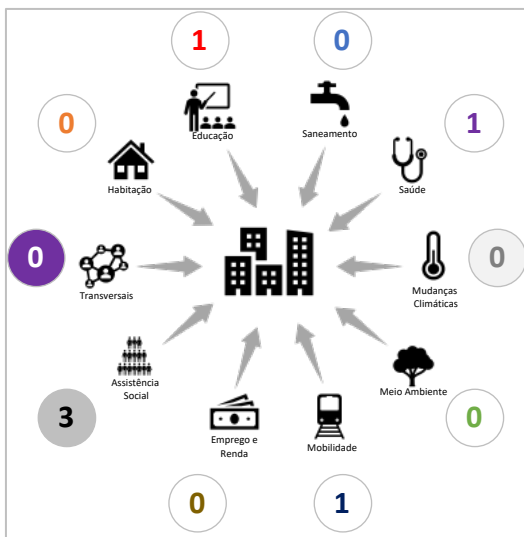 1
0
Educação
Saneamento
0
1
Habitação
Saúde
0
Transversais
0
Mudanças
Climáticas
Assistência
Social
Meio Ambiente
3
Emprego e
Renda
Mobilidade
0
0
1